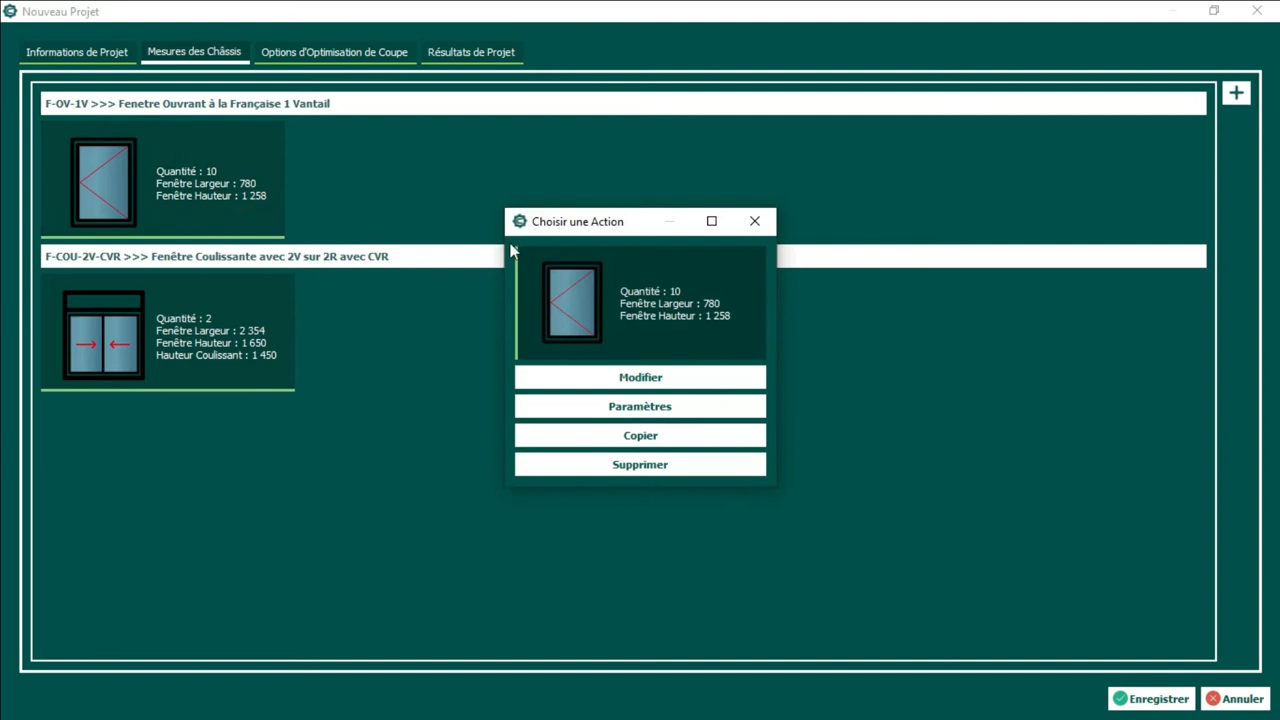 Nouveau Projet
Informations de Projet
Mesures des Châssis
Options d'Optimisation de Coupe
Résultats de Projet
F-OV-1V >>> Fenetre Ouvrant à la Française 1 Vantail
Quantité : 10
Fenêtre Largeur : 780
Fenêtre Hauteur : 1 258
F-COU-2V-CVR >>> Fenêtre Coulissante avec 2V sur 2R avec CVR
Quantité : 2
Fenêtre Largeur : 2 354
Fenêtre Hauteur : 1 650
Hauteur Coulissant : 1 450
Choisir une Action
Quantité : 10
Fenêtre Largeur : 780
Fenêtre Hauteur : 1 258
Modifier
Paramètres
Copier
Supprimer
Enregistrer
Annuler